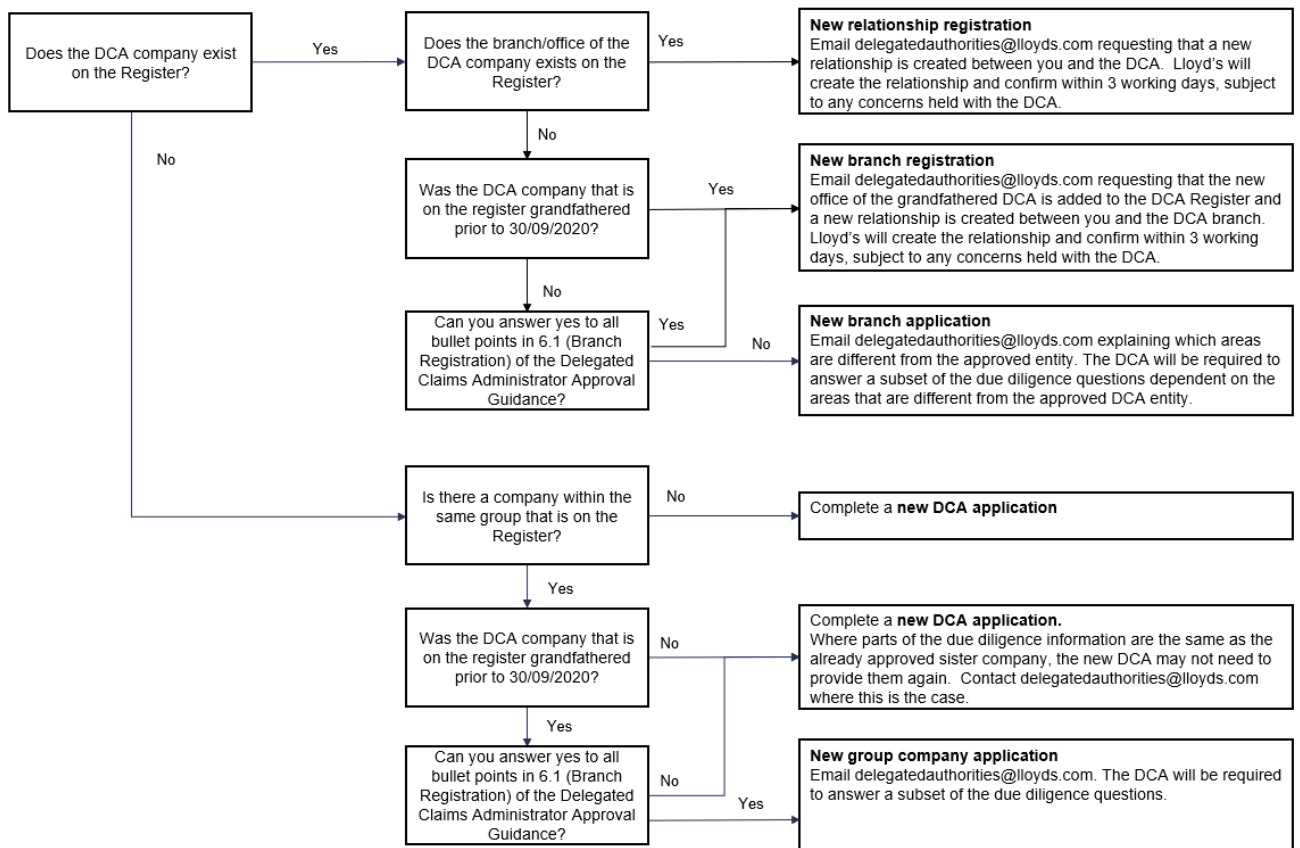 Does the DCA company exist
on the Register?
Yes
Does the branch/office of the
DCA company exists on the
Register?
Yes
New relationship registration
Email delegatedauthorities@lloyds.com requesting that a new
relationship is created between you and the DCA.  Lloyd's will
create the relationship and confirm within 3 working days, subject
to any concerns held with the DCA.
No
No
Was the DCA company that is
on the register grandfathered
prior to 30/09/2020?
Yes
New branch registration
Email delegatedauthorities@lloyds.com requesting that the new
office of the grandfathered DCA is added to the DCA Register and
a new relationship is created between you and the DCA branch.
Lloyd's will create the relationship and confirm within 3 working
days, subject to any concerns held with the DCA.
No
Can you answer yes to all
bullet points in 6.1 (Branch
Registration) of the Delegated
Claims Administrator Approval
Guidance?
Yes
No
New branch application
Email delegatedauthorities@lloyds.com explaining which areas
are different from the approved entity. The DCA will be required to
answer a subset of the due diligence questions dependent on the
areas that are different from the approved DCA entity.
Is there a company within the
same group that is on the
Register?
No
Complete a new DCA application
Yes
Was the DCA company that is
on the register grandfathered
prior to 30/09/2020?
No
Complete a new DCA application.
Where parts of the due diligence information are the same as the
already approved sister company, the new DCA may not need to
provide them again.  Contact delegatedauthorities@lloyds.com
where this is the case.
Yes
Can you answer yes to all
bullet points in 6.1 (Branch
Registration) of the Delegated
Claims Administrator Approval
Guidance?
No
Yes
New group company application
Email delegatedauthorities@lloyds.com. The DCA will be required
to answer a subset of the due diligence questions.